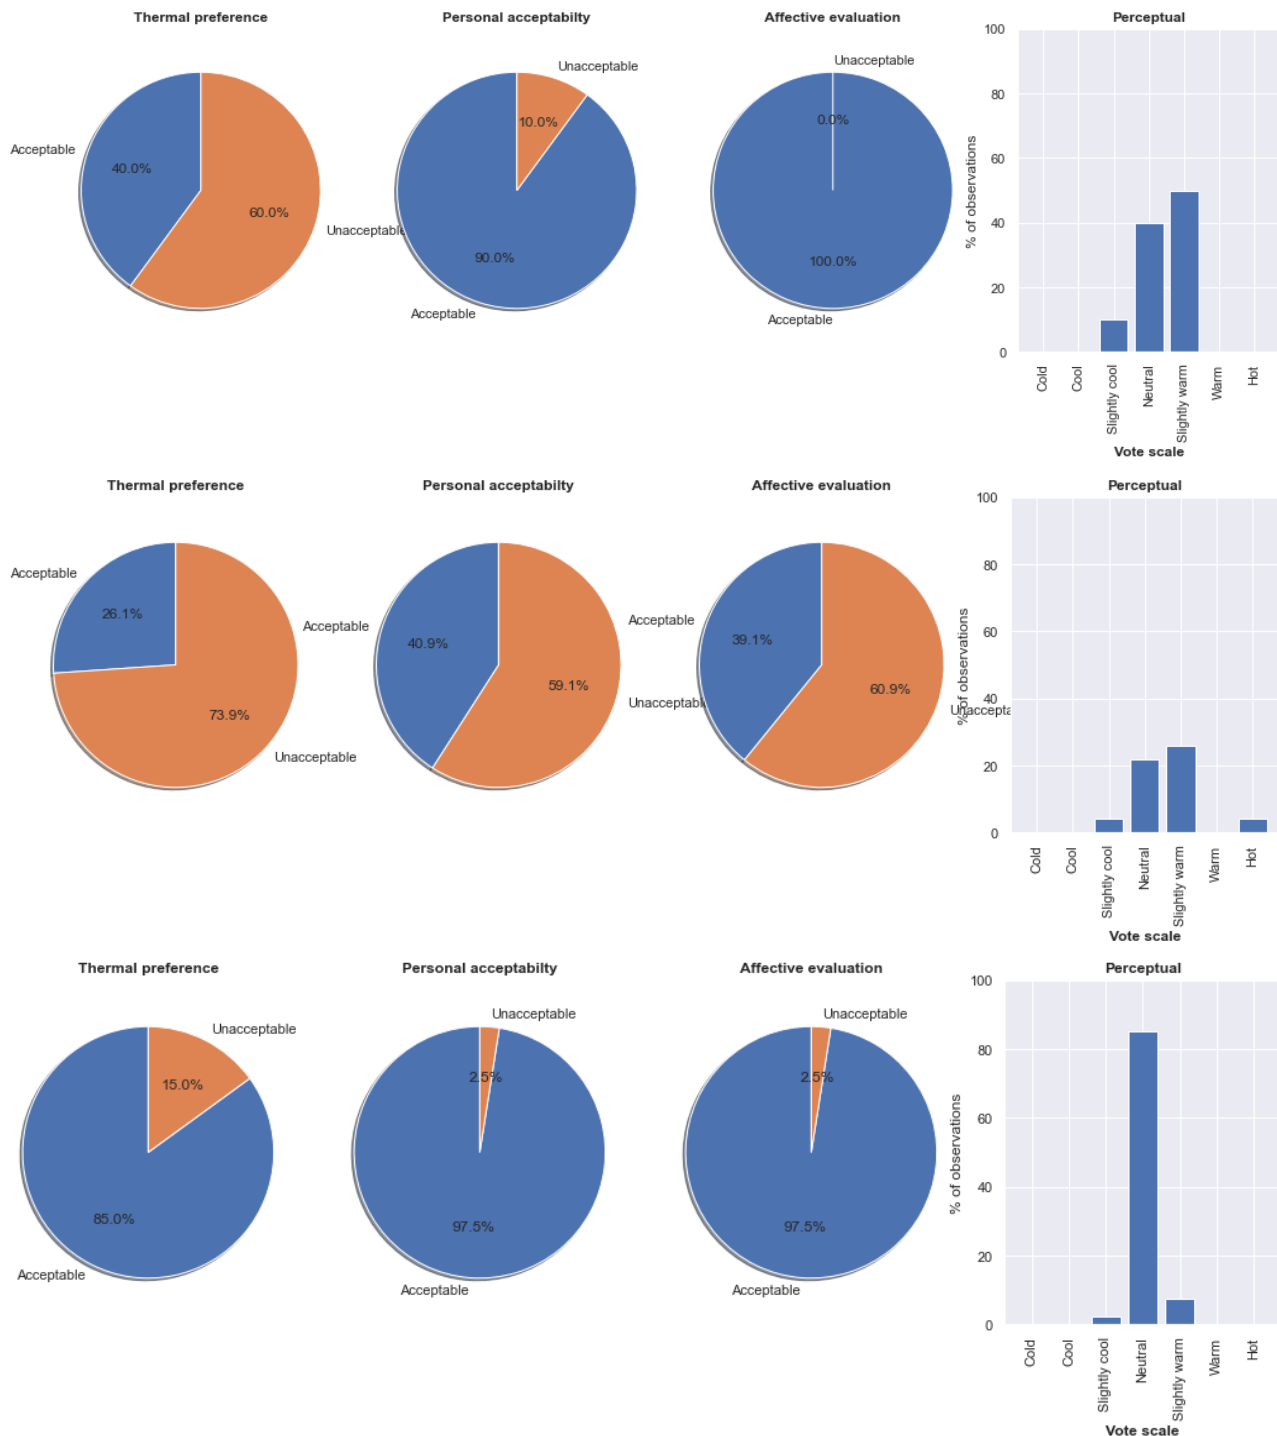 Thermal preference
Personal acceptabilty
Affective evaluation
Perceptual
Acceptable
40.0%
60.0%
Unacceptable
Unacceptable
10.0%
90.0%
Acceptable
Unacceptable
0.0%
100.0%
Acceptable
% of observations
100
80
60
40
20
0
Cold
Cool
Slightly cool
Neutral
Slightly warm
Warm
Hot
Vote scale
Thermal preference
Personal acceptabilty
Affective evaluation
Perceptual
Acceptable
26.1%
73.9%
Unacceptable
Acceptable
40.9%
59.1%
Unacceptable
Acceptable
39.1%
60.9%
Unaccepta
% of observations
100
80
60
40
20
0
Cold
Cool
Slightly cool
Neutral
Slightly warm
Warm
Hot
Vote scale
Thermal preference
Personal acceptabilty
Affective evaluation
Perceptual
Unacceptable
15.0%
85.0%
Acceptable
Unacceptable
2.5%
97.5%
Acceptable
Unacceptable
2.5%
97.5%
Acceptable
% of observations
100
80
60
40
20
0
Cold
Cool
Slightly cool
Neutral
Slightly warm
Warm
Hot
Vote scale